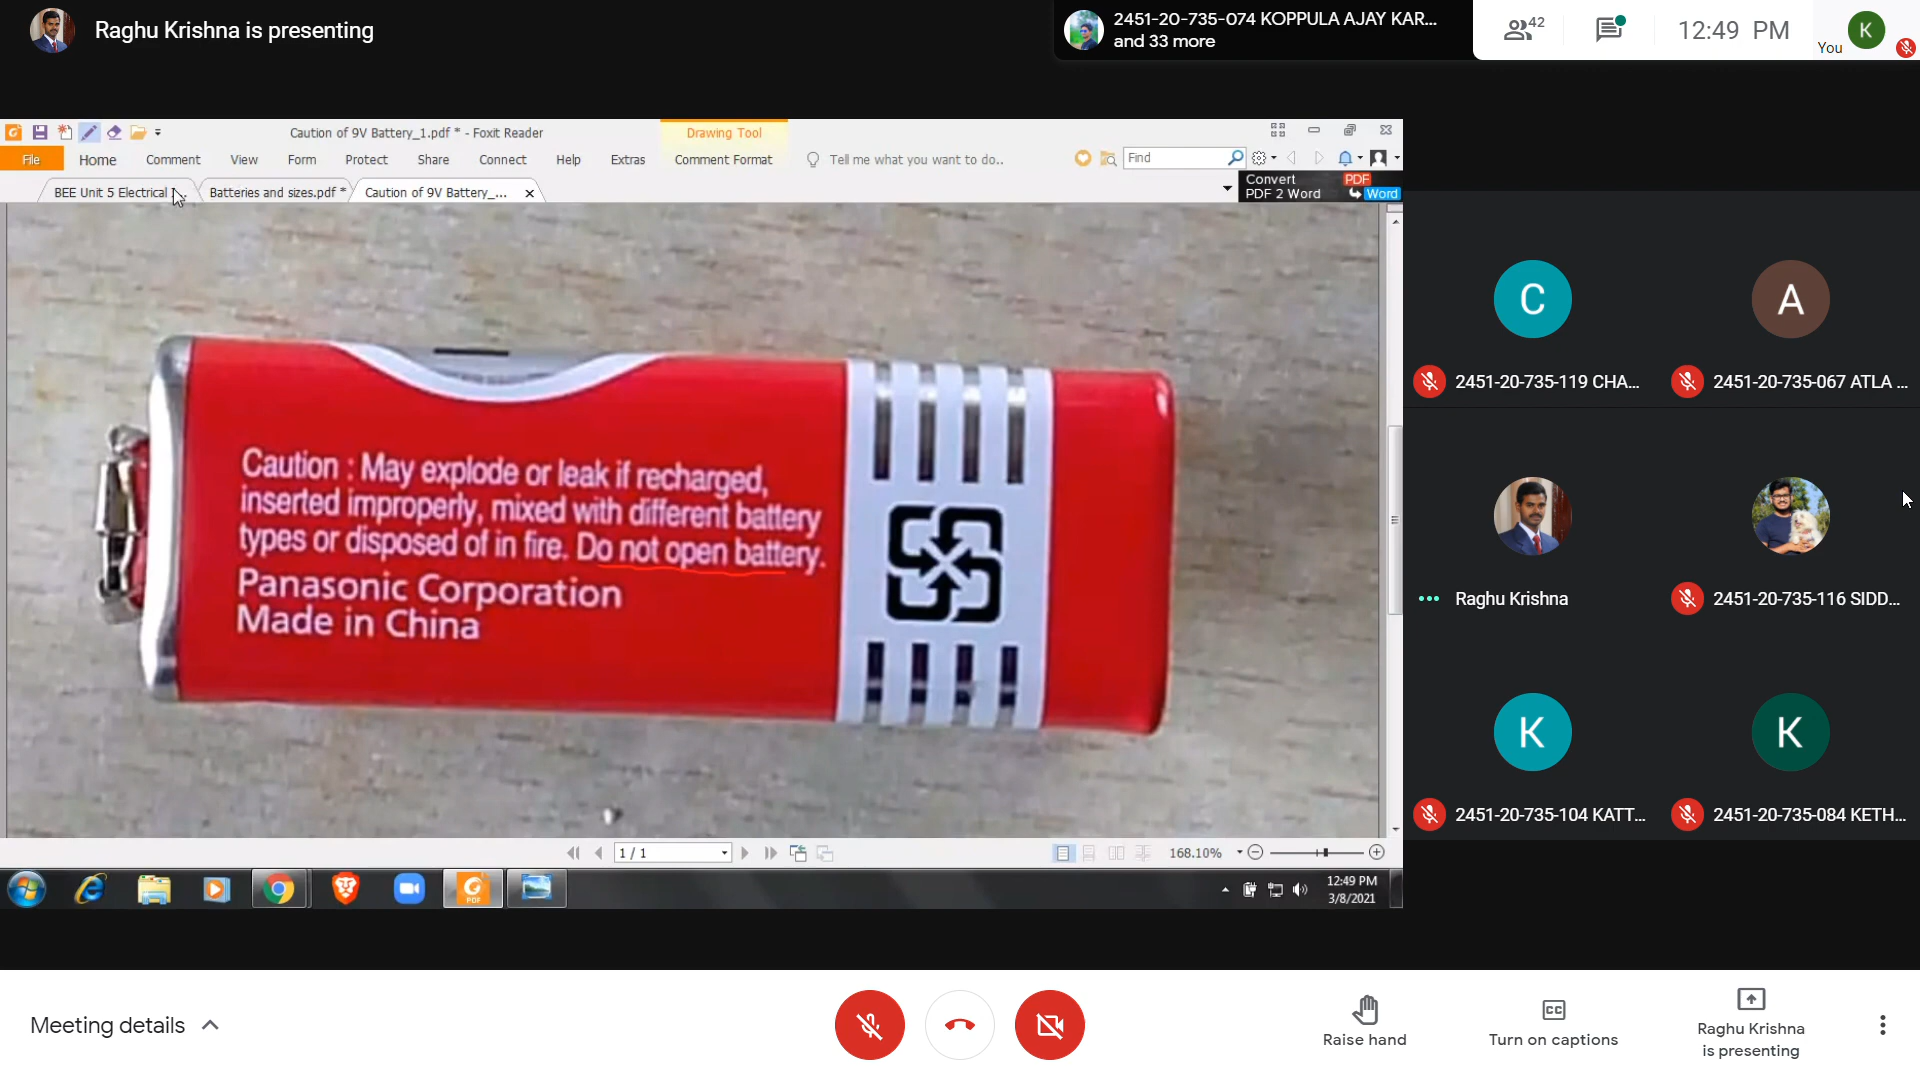 Raghu Krishna is presenting
2451-20-735-074 KOPPULA AJAY KAR...
and 33 more
42
12:49 PM
You
K
Caution of 9V Battery_1.pdf * - Foxit Reader
Drawing Tool
File
Home
Comment
View
Form
Protect
Share
Connect
Help
Extras
Comment Format
Tell me what you want to do..
Find
BEE Unit 5 Electrical
Batteries and sizes.pdf *
Caution of 9V Battery_...
Convert
PDF 2 Word
PDF
Word
Caution : May explode or leak if recharged,
inserted improperly, mixed with different battery
types or disposed of in fire. Do not open battery.
Panasonic Corporation
Made in China
C
2451-20-735-119 CHA...
A
2451-20-735-067 ATLA ...
Raghu Krishna
2451-20-735-116 SIDD...
K
2451-20-735-104 KATT...
K
2451-20-735-084 KETH...
1 / 1
168.10%
PDF
12:49 PM
3/8/2021
Meeting details
Raise hand
CC
Turn on captions
Raghu Krishna
is presenting